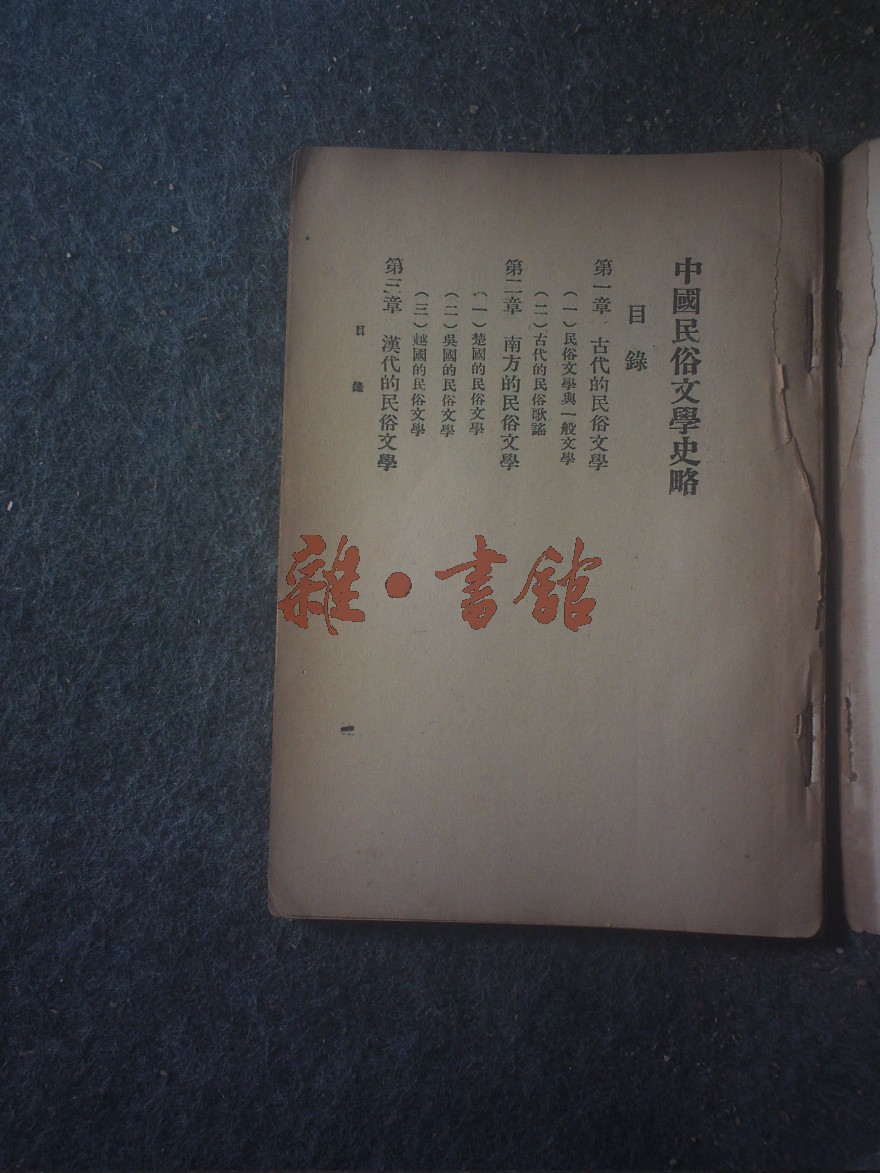 中國民俗文學史略
目錄
第一章 古代的民俗文學
（一）民俗文學與一般文學
（二）古代的民俗歌謠
第二章 南方的民俗文學
（一）楚國的民俗文學
（二）吳國的民俗文學
（三）越國的民俗文學
第三章 漢代的民俗文學
目 錄
一
雜·書館